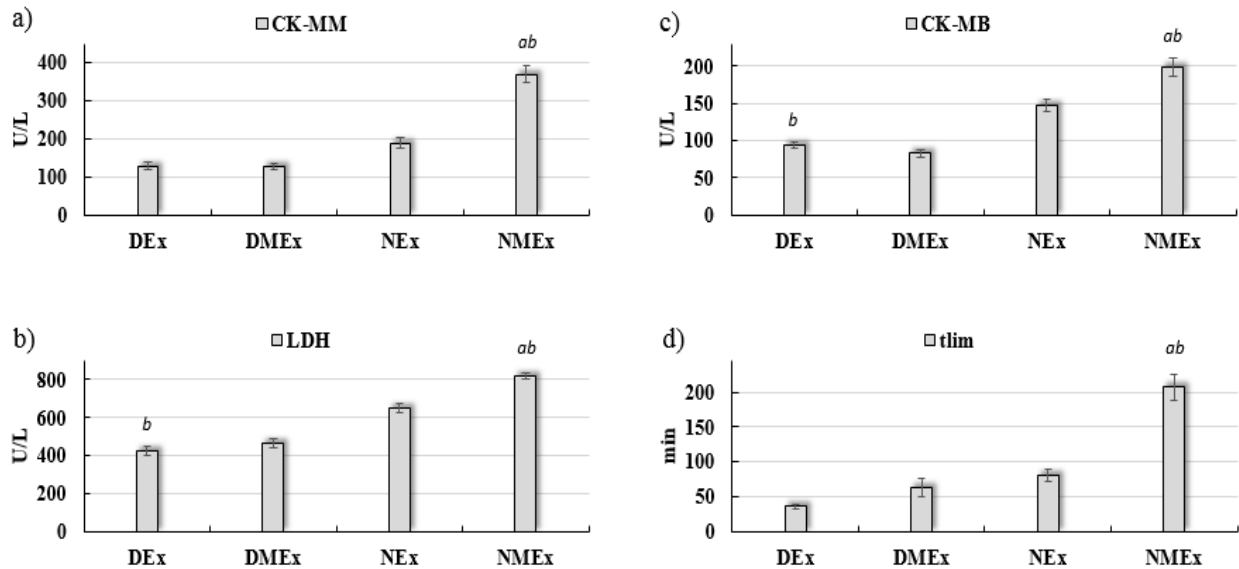 a)
CK-MM
ab
400
300
200
100
0
U/L
DEx DMEx NEx NMEx
c)
CK-MB
ab
b
200
150
100
50
0
U/L
DEx DMEx NEx NMEx
b)
LDH
ab
b
800
600
400
200
0
U/L
DEx DMEx NEx NMEx
d)
tlim
ab
200
150
100
50
0
min
DEx DMEx NEx NMEx